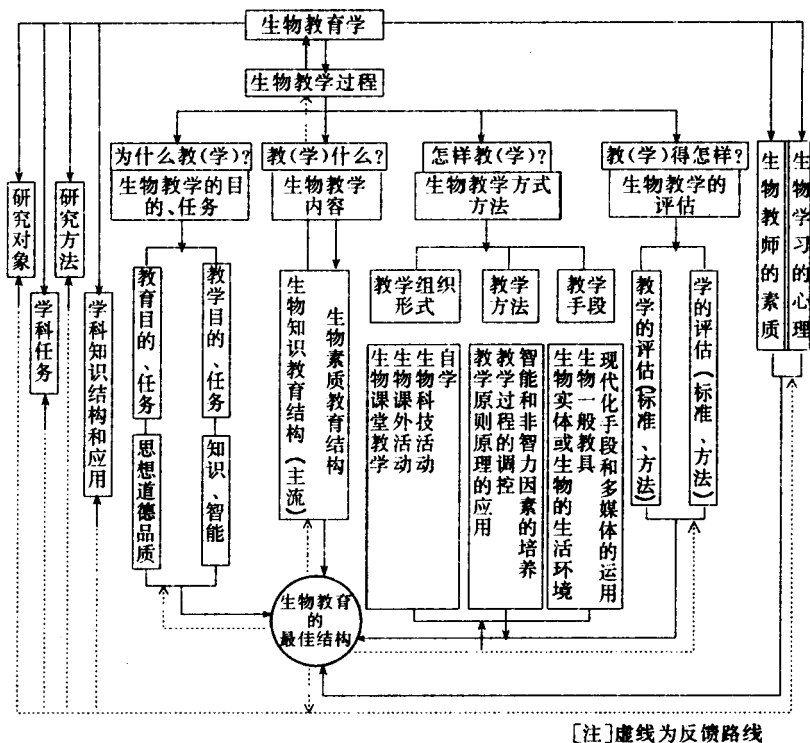 生物教育学
生物教学过程
为什么教(学)?
生物教学的目
的、任务
教(学)什么?
生物教学
内容
怎样教(学)?
生物教学方式
方法
教(学)得怎样?
生物教学的
评估
研究对象
学科任务
研究方法
学科知识结构和应用
教育目的、任务
思想道德品质
教学目的、任务
知识、智能
生物知识教育结构(主流)
生物素质教育结构
教学组织
形式
教学
方法
教学
手段
生物课堂教学
生物课外活动
生物科技活动
自学
教学原则原理的应用
教学过程的调控
智能和非智力因素的培养
生物实体或生物的生活环境
生物一般教具
现代化手段和多媒体的运用
教学的评估(标准、方法)
学的评估(标准、方法)
生物教师的素质
生物学习的心理
生物教育
的
最佳结构
[注]虚线为反馈路线